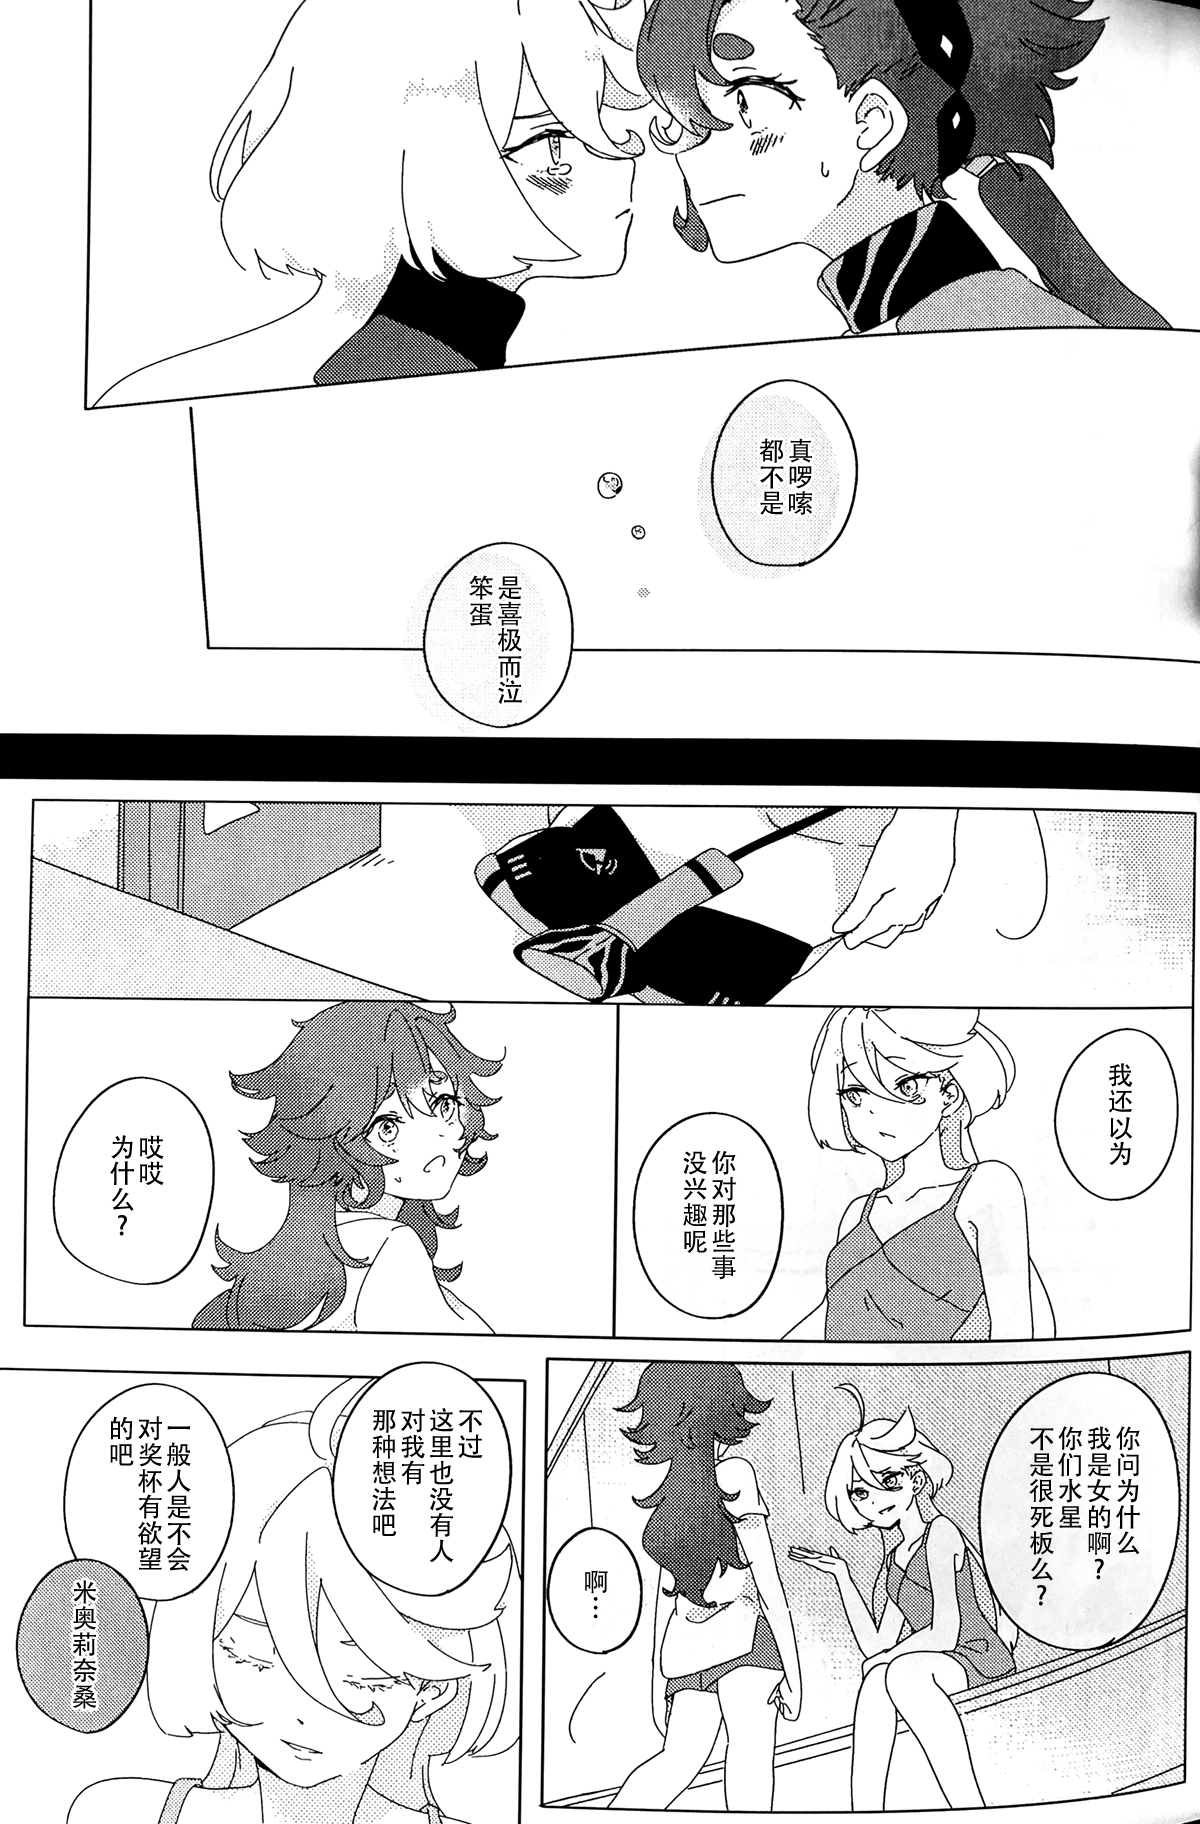 真啰嗦
都不是
是喜极而泣
笨蛋
我还以为
你对那些事
没兴趣呢
哎哎
为什么?
你问为什么
我是女的啊?
你们水星
不是很死板么?
啊…
不过
这里也没有人
对我有
那种想法吧
一般人是不会
对奖杯有欲望
的吧
米奥莉奈桑